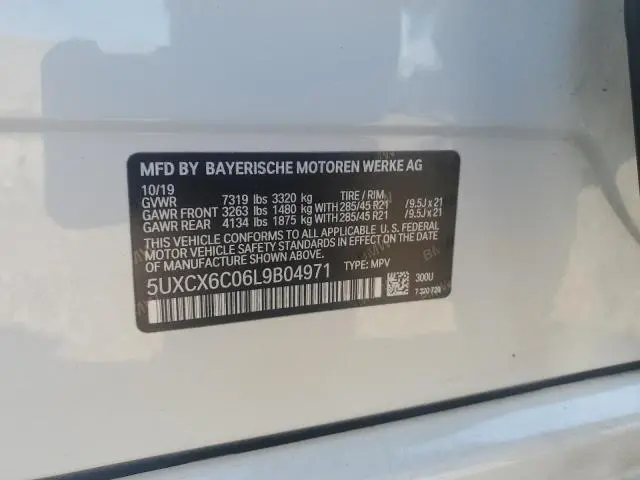 MFD BY BAYERISCHE MOTOREN WERKE AG
10/19
GVWR 7319 lbs 3320 kg TIRE / RIM
GAWR FRONT 3263 lbs 1480 kg WITH 285/45 R21 /9.5J x 21
GAWR REAR 4134 lbs 1875 kg WITH 285/45 R21 /9.5J x 21
THIS VEHICLE CONFORMS TO ALL APPLICABLE U.S. FEDERAL
MOTOR VEHICLE SAFETY STANDARDS IN EFFECT ON THE DATE
OF MANUFACTURE SHOWN ABOVE.
5UXCX6C06L9B04971 TYPE: MPV
300U
7 320 728